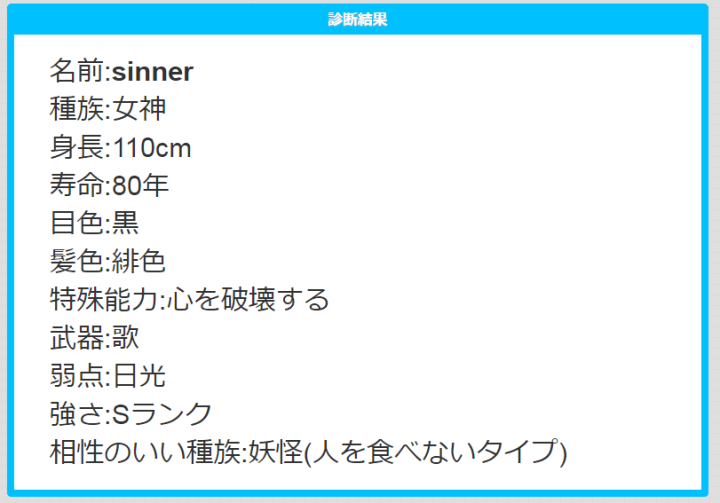 診断結果
名前:sinner
種族:女神
身長:110cm
寿命:80年
目色:黒
髪色:緋色
特殊能力:心を破壊する
武器:歌
弱点:日光
強さ:Sランク
相性のいい種族:妖怪(人を食べないタイプ)